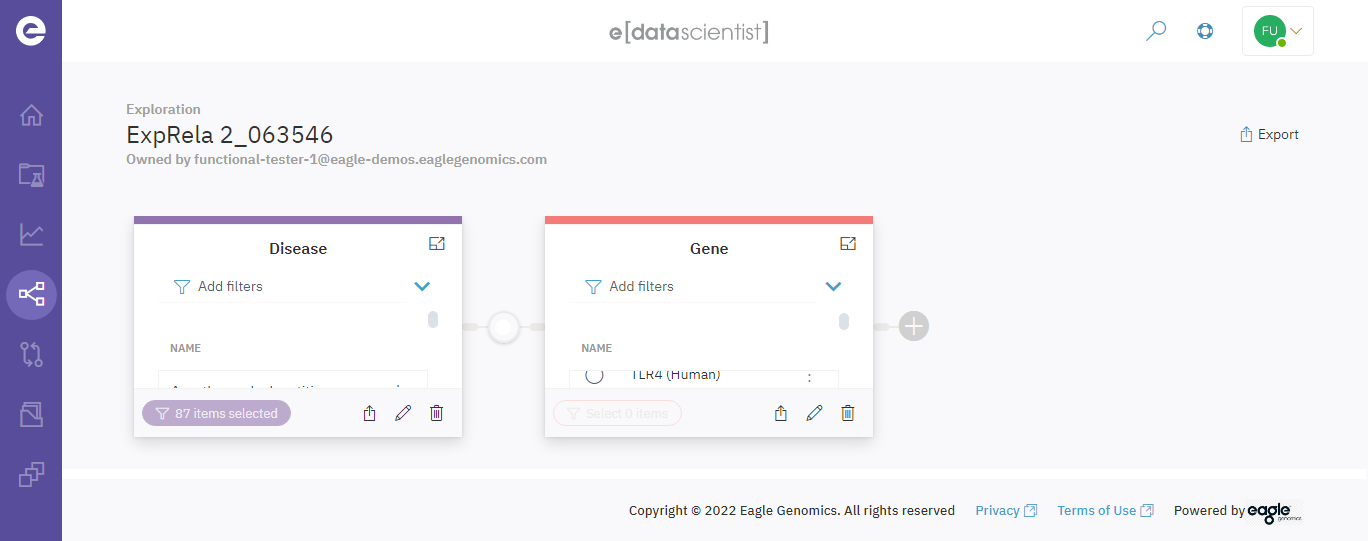 e[datascientist]
FU
Exploration
ExpRela 2_063546
Owned by functional-tester-1@eagle-demos.eaglegenomics.com
Export
Disease
Add filters
NAME
87 items selected
Gene
Add filters
NAME
TLR4 (Human)
Select 0 items
Copyright © 2022 Eagle Genomics. All rights reserved
Privacy
Terms of Use
Powered by eagle genomics